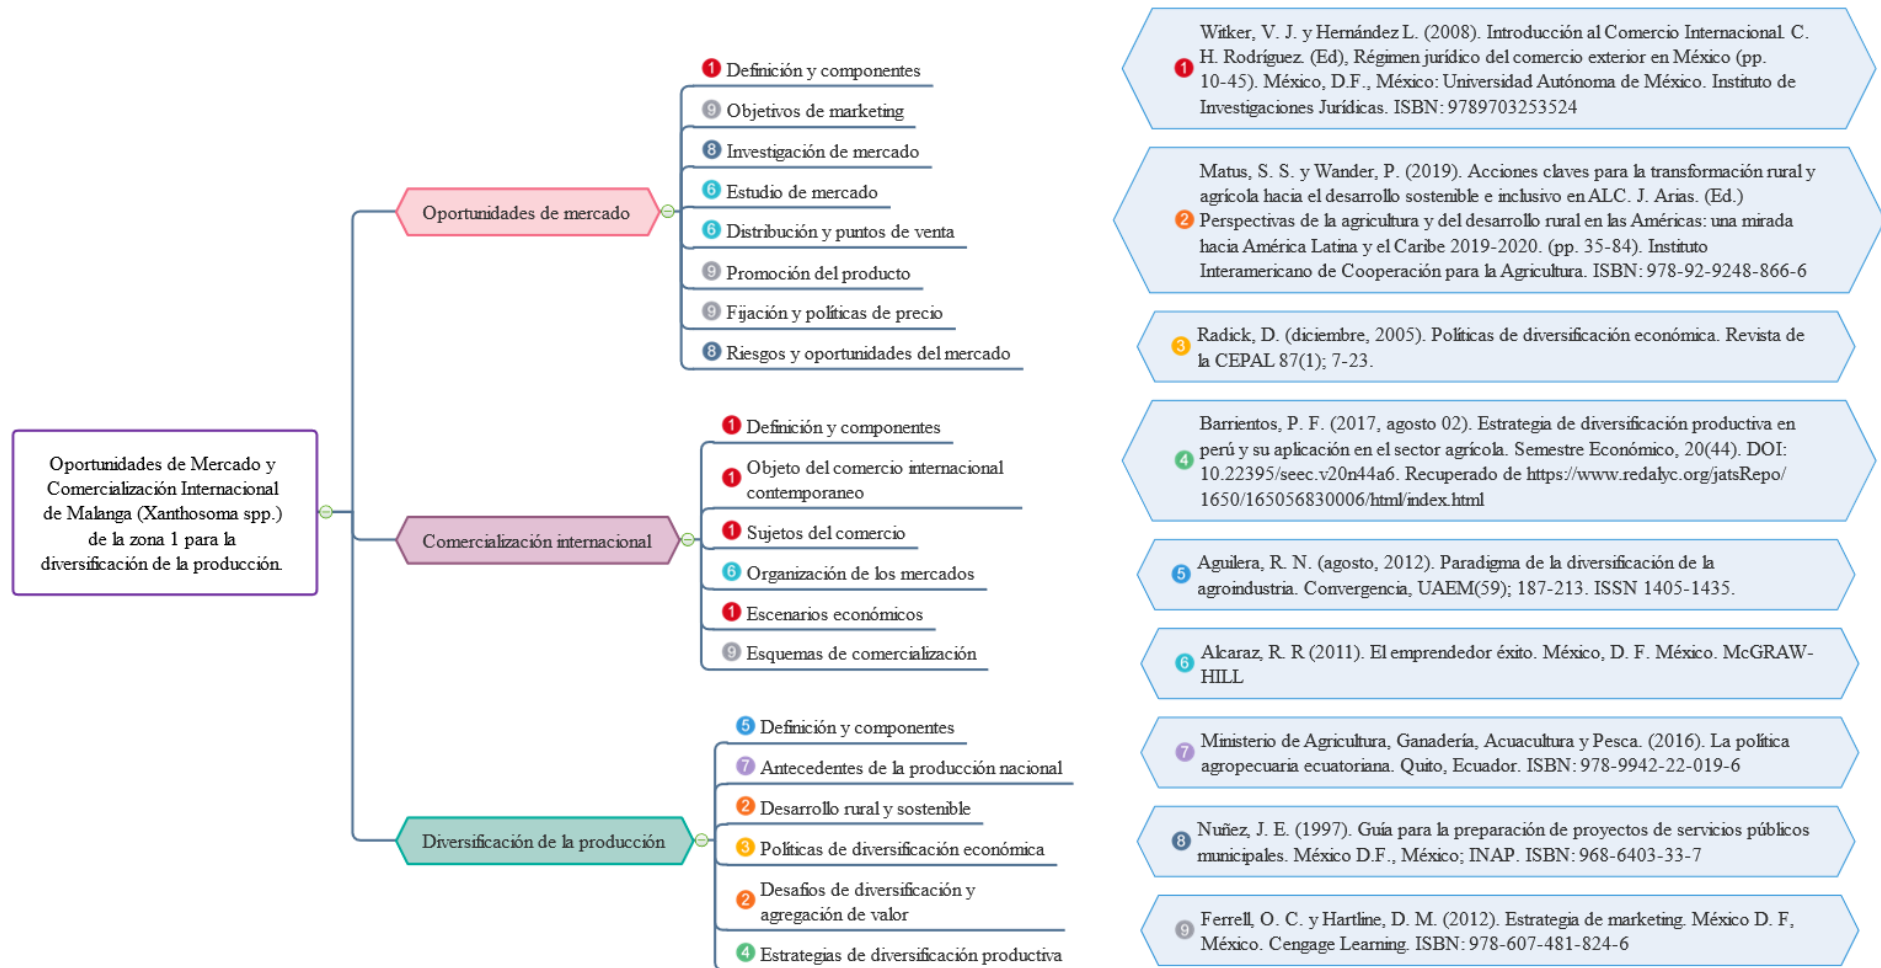 Oportunidades de Mercado y
Comercialización Internacional
de Malanga (Xanthosoma spp.)
de la zona 1 para la
diversificación de la producción.
Oportunidades de mercado
1 Definición y componentes
9 Objetivos de marketing
8 Investigación de mercado
6 Estudio de mercado
6 Distribución y puntos de venta
9 Promoción del producto
9 Fijación y políticas de precio
8 Riesgos y oportunidades del mercado
Comercialización internacional
1 Definición y componentes
1 Objeto del comercio internacional
contemporaneo
1 Sujetos del comercio
6 Organización de los mercados
1 Escenarios económicos
9 Esquemas de comercialización
Diversificación de la producción
5 Definición y componentes
7 Antecedentes de la producción nacional
2 Desarrollo rural y sostenible
3 Políticas de diversificación económica
2 Desafios de diversificación y
agregación de valor
4 Estrategias de diversificación productiva
1 Witker, V. J. y Hernández L. (2008). Introducción al Comercio Internacional. C.
H. Rodríguez. (Ed), Régimen jurídico del comercio exterior en México (pp.
10-45). México, D.F., México: Universidad Autónoma de México. Instituto de
Investigaciones Jurídicas. ISBN: 9789703253524
2 Matus, S. S. y Wander, P. (2019). Acciones claves para la transformación rural y
agrícola hacia el desarrollo sostenible e inclusivo en ALC. J. Arias. (Ed.)
Perspectivas de la agricultura y del desarrollo rural en las Américas: una mirada
hacia América Latina y el Caribe 2019-2020. (pp. 35-84). Instituto
Interamericano de Cooperación para la Agricultura. ISBN: 978-92-9248-866-6
3 Radick, D. (diciembre, 2005). Políticas de diversificación económica. Revista de
la CEPAL 87(1); 7-23.
4 Barrientos, P. F. (2017, agosto 02). Estrategia de diversificación productiva en
perú y su aplicación en el sector agrícola. Semestre Económico, 20(44). DOI:
10.22395/seec.v20n44a6. Recuperado de https://www.redalyc.org/jatsRepo/
1650/165056830006/html/index.html
5 Aguilera, R. N. (agosto, 2012). Paradigma de la diversificación de la
agroindustria. Convergencia, UAEM(59); 187-213. ISSN 1405-1435.
6 Alcaraz, R. R (2011). El emprendedor éxito. México, D. F. México. McGRAW-
HILL
7 Ministerio de Agricultura, Ganadería, Acuacultura y Pesca. (2016). La política
agropecuaria ecuatoriana. Quito, Ecuador. ISBN: 978-9942-22-019-6
8 Nuñez, J. E. (1997). Guía para la preparación de proyectos de servicios públicos
municipales. México D.F., México; INAP. ISBN: 968-6403-33-7
9 Ferrell, O. C. y Hartline, D. M. (2012). Estrategia de marketing. México D. F,
México. Cengage Learning. ISBN: 978-607-481-824-6